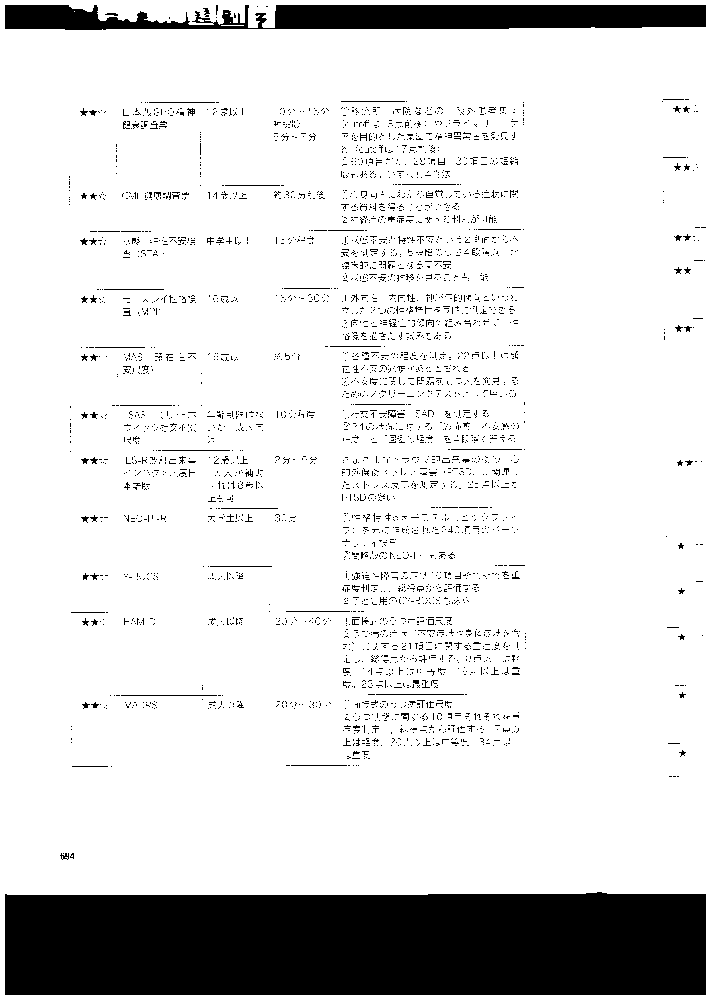 ★★☆ 日本版GHQ精神 12歳以上 10分～15分 ①診療所，病院などの一般外患者集団
健康調査票 短縮版 (cutoffは13点前後）やプライマリー・ケ
5分～7分 アを目的とした集団で精神異常者を発見す
る（cutoffは17点前後）
②60項目だが，28項目，30項目の短縮
版もある。いずれも4件法
★★☆ CMI 健康調査票 14歳以上 約30分前後 ①心身両面にわたる自覚している症状に関
する資料を得ることができる
②神経症の重症度に関する判別が可能
★★☆ 状態・特性不安検 中学生以上 15分程度 ①状態不安と特性不安という2側面から不
査（STAI） 安を測定する。5段階のうち4段階以上が
臨床的に問題となる高不安
②状態不安の推移を見ることも可能
★★☆ モーズレイ性格検 16歳以上 15分～30分 ①外向性―内向性，神経症的傾向という独
査（MPI） 立した2つの性格特性を同時に測定できる
②向性と神経症的傾向の組み合わせで，性
格像を描きだす試みもある
★★☆ MAS（顕在性不 16歳以上 約5分 ①各種不安の程度を測定。22点以上は顕
安尺度） 在性不安の兆候があるとされる
②不安度に関して問題をもつ人を発見する
ためのスクリーニングテストとして用いる
★★☆ LSAS-J（リーボ 年齢制限はな 10分程度 ①社交不安障害（SAD）を測定する
ヴィッツ社交不安 いが，成人向 ②24の状況に対する「恐怖感／不安感の
尺度） け 程度」と「回避の程度」を4段階で答える
★★☆ IES-R改訂出来事 12歳以上 2分～5分 さまざまなトラウマ的出来事の後の，心
インパクト尺度日 （大人が補助 的外傷後ストレス障害（PTSD）に関連し
本語版 すれば8歳以 たストレス反応を測定する。25点以上が
上も可） PTSDの疑い
★★☆ NEO-PI-R 大学生以上 30分 ①性格特性5因子モデル（ビックファイ
ブ）を元に作成された240項目のパーソ
ナリティ検査
②簡略版のNEO-FFIもある
★★☆ Y-BOCS 成人以降 — ①強迫性障害の症状10項目それぞれを重
症度判定し，総得点から評価する
②子ども用のCY-BOCSもある
★★☆ HAM-D 成人以降 20分～40分 ①面接式のうつ病評価尺度
②うつ病の症状（不安症状や身体症状を含
む）に関する21項目に関する重症度を判
定し，総得点から評価する。8点以上は軽
度，14点以上は中等度，19点以上は重
度。23点以上は最重度
★★☆ MADRS 成人以降 20分～30分 ①面接式のうつ病評価尺度
②うつ状態に関する10項目それぞれを重
症度判定し，総得点から評価する。7点以
上は軽度，20点以上は中等度，34点以上
は重度
694
★★☆
★★☆
★★☆
★★☆
★★
★★
★
★
★
★
★